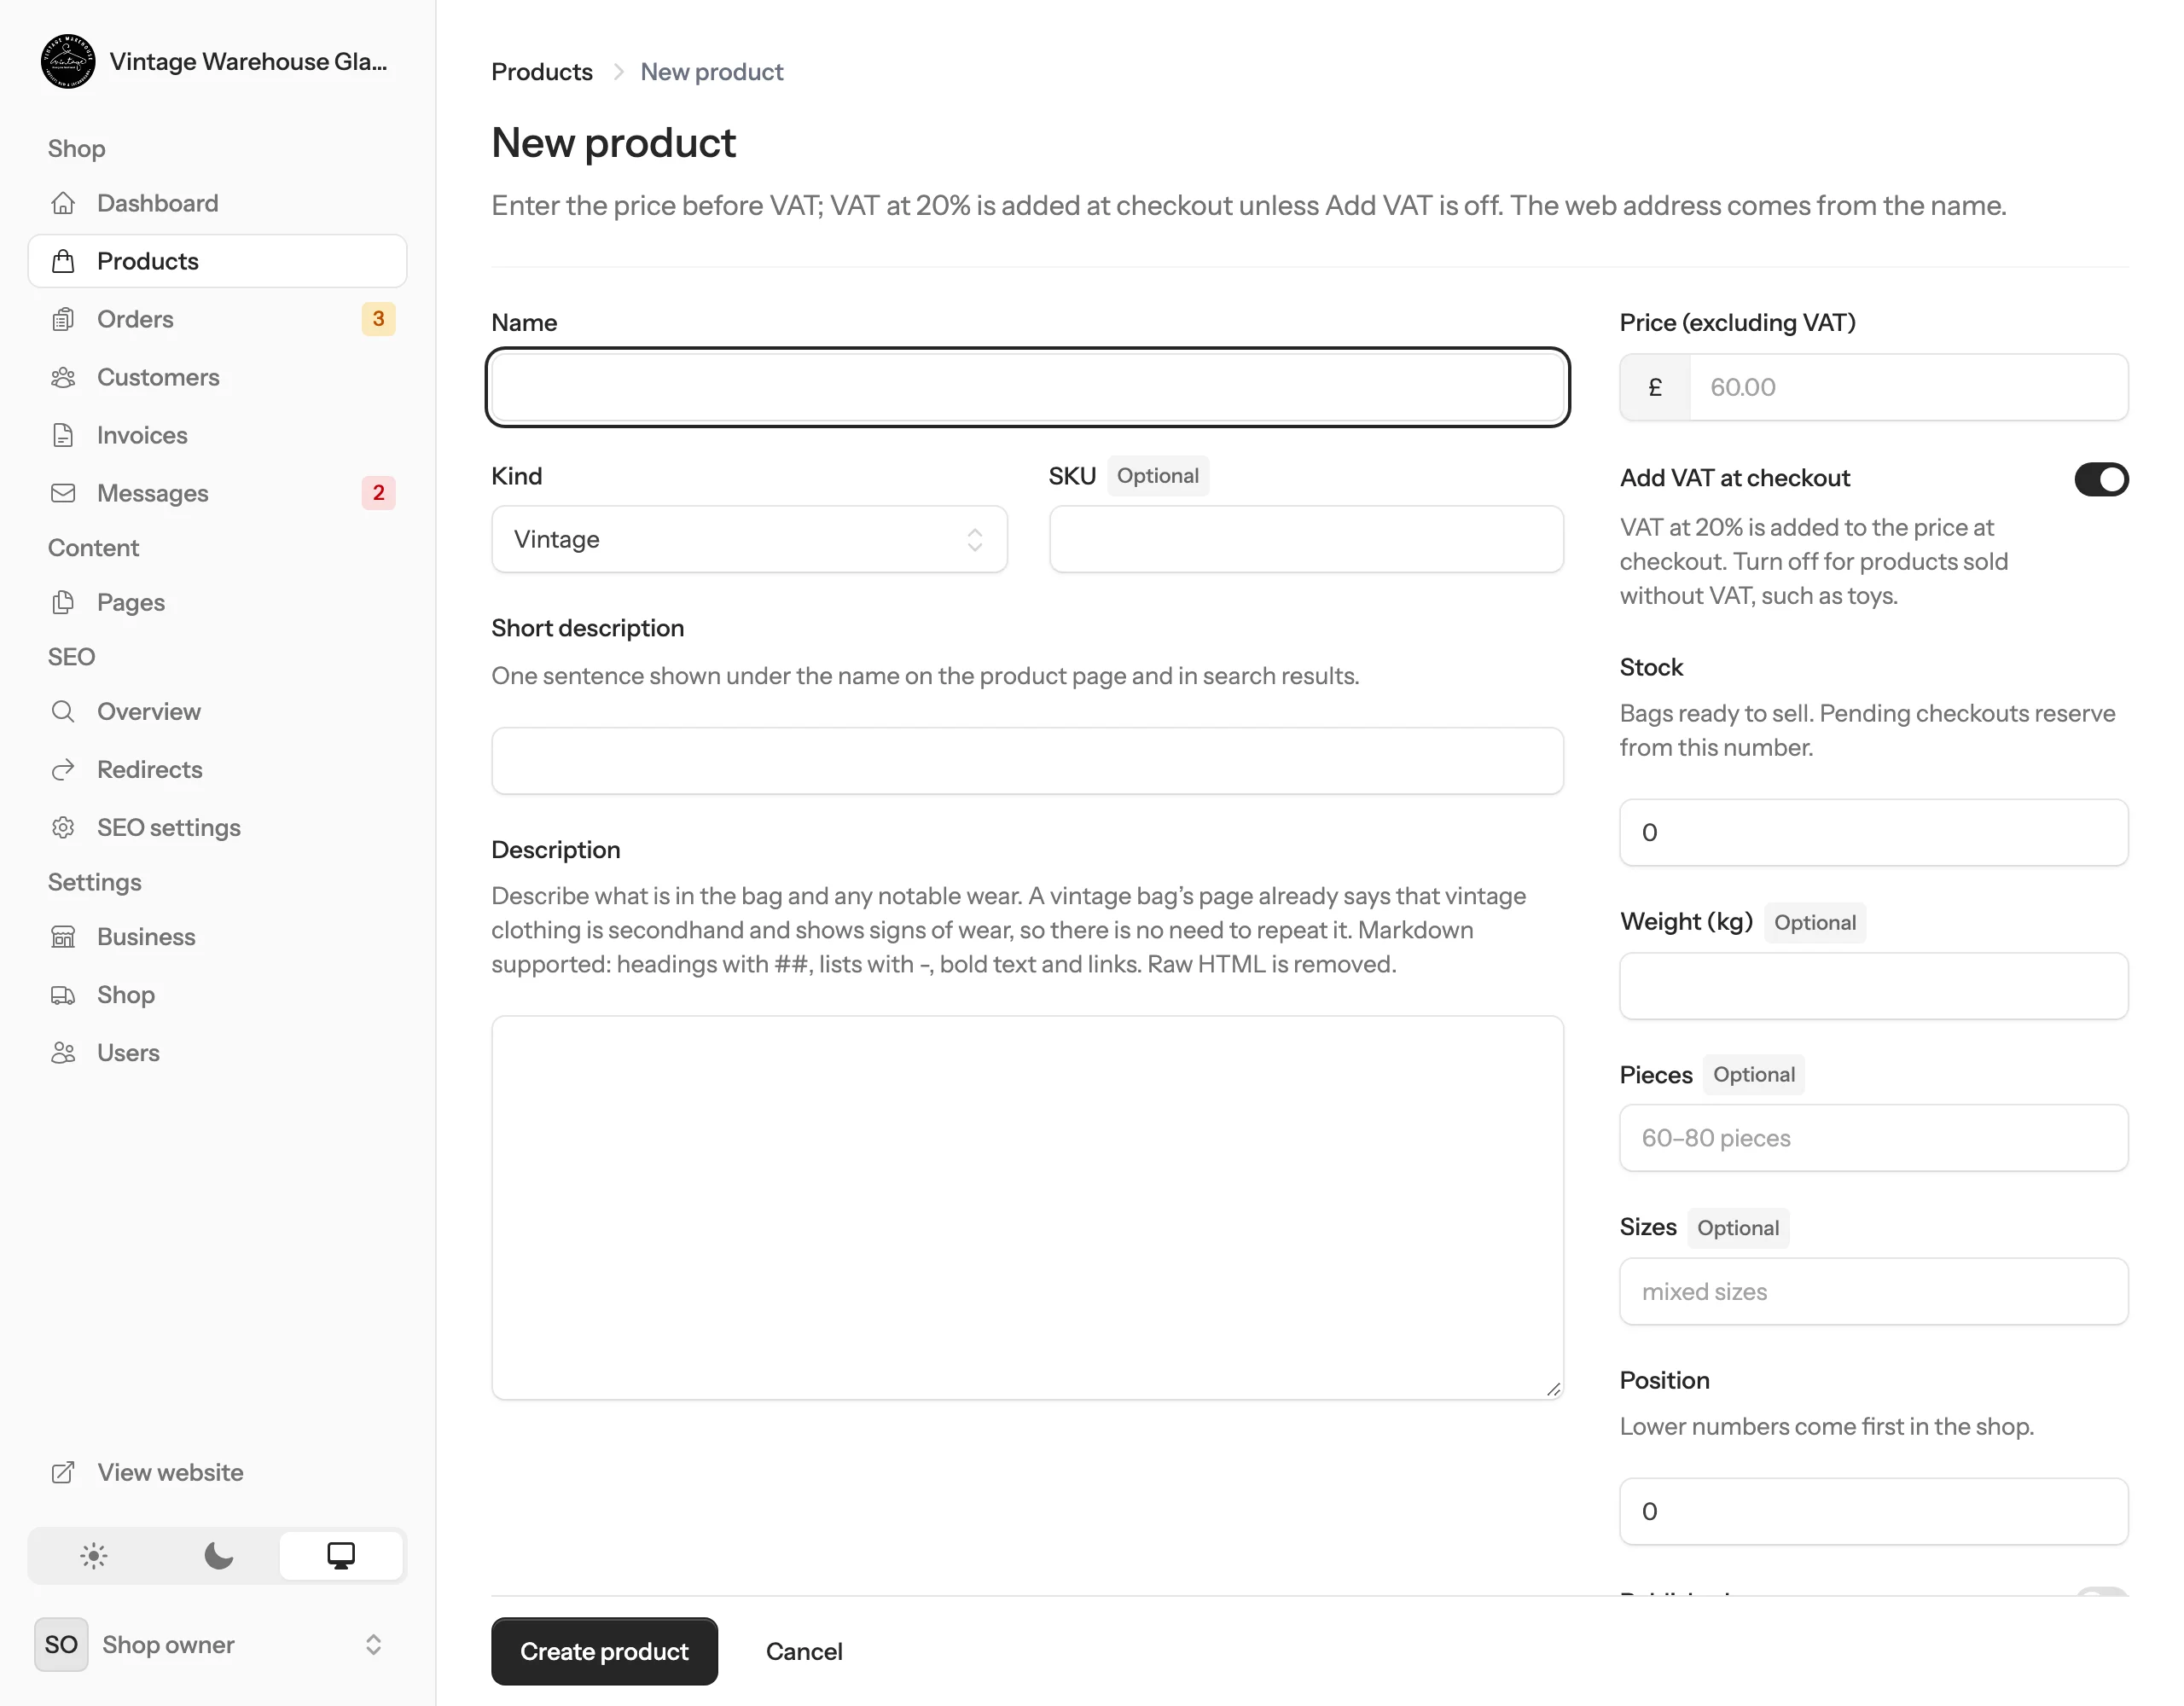 Vintage Warehouse Gla...
Shop
Dashboard
Products
Orders
3
Customers
Invoices
Messages
2
Content
Pages
SEO
Overview
Redirects
SEO settings
Settings
Business
Shop
Users
View website
SO
Shop owner
Products
New product
New product
Enter the price before VAT; VAT at 20% is added at checkout unless Add VAT is off. The web address comes from the name.
Name
Kind
Vintage
SKU
Optional
Short description
One sentence shown under the name on the product page and in search results.
Description
Describe what is in the bag and any notable wear. A vintage bag’s page already says that vintage
clothing is secondhand and shows signs of wear, so there is no need to repeat it. Markdown
supported: headings with ##, lists with -, bold text and links. Raw HTML is removed.
Price (excluding VAT)
£
60.00
Add VAT at checkout
VAT at 20% is added to the price at
checkout. Turn off for products sold
without VAT, such as toys.
Stock
Bags ready to sell. Pending checkouts reserve
from this number.
0
Weight (kg)
Optional
Pieces
Optional
60–80 pieces
Sizes
Optional
mixed sizes
Position
Lower numbers come first in the shop.
0
Create product
Cancel